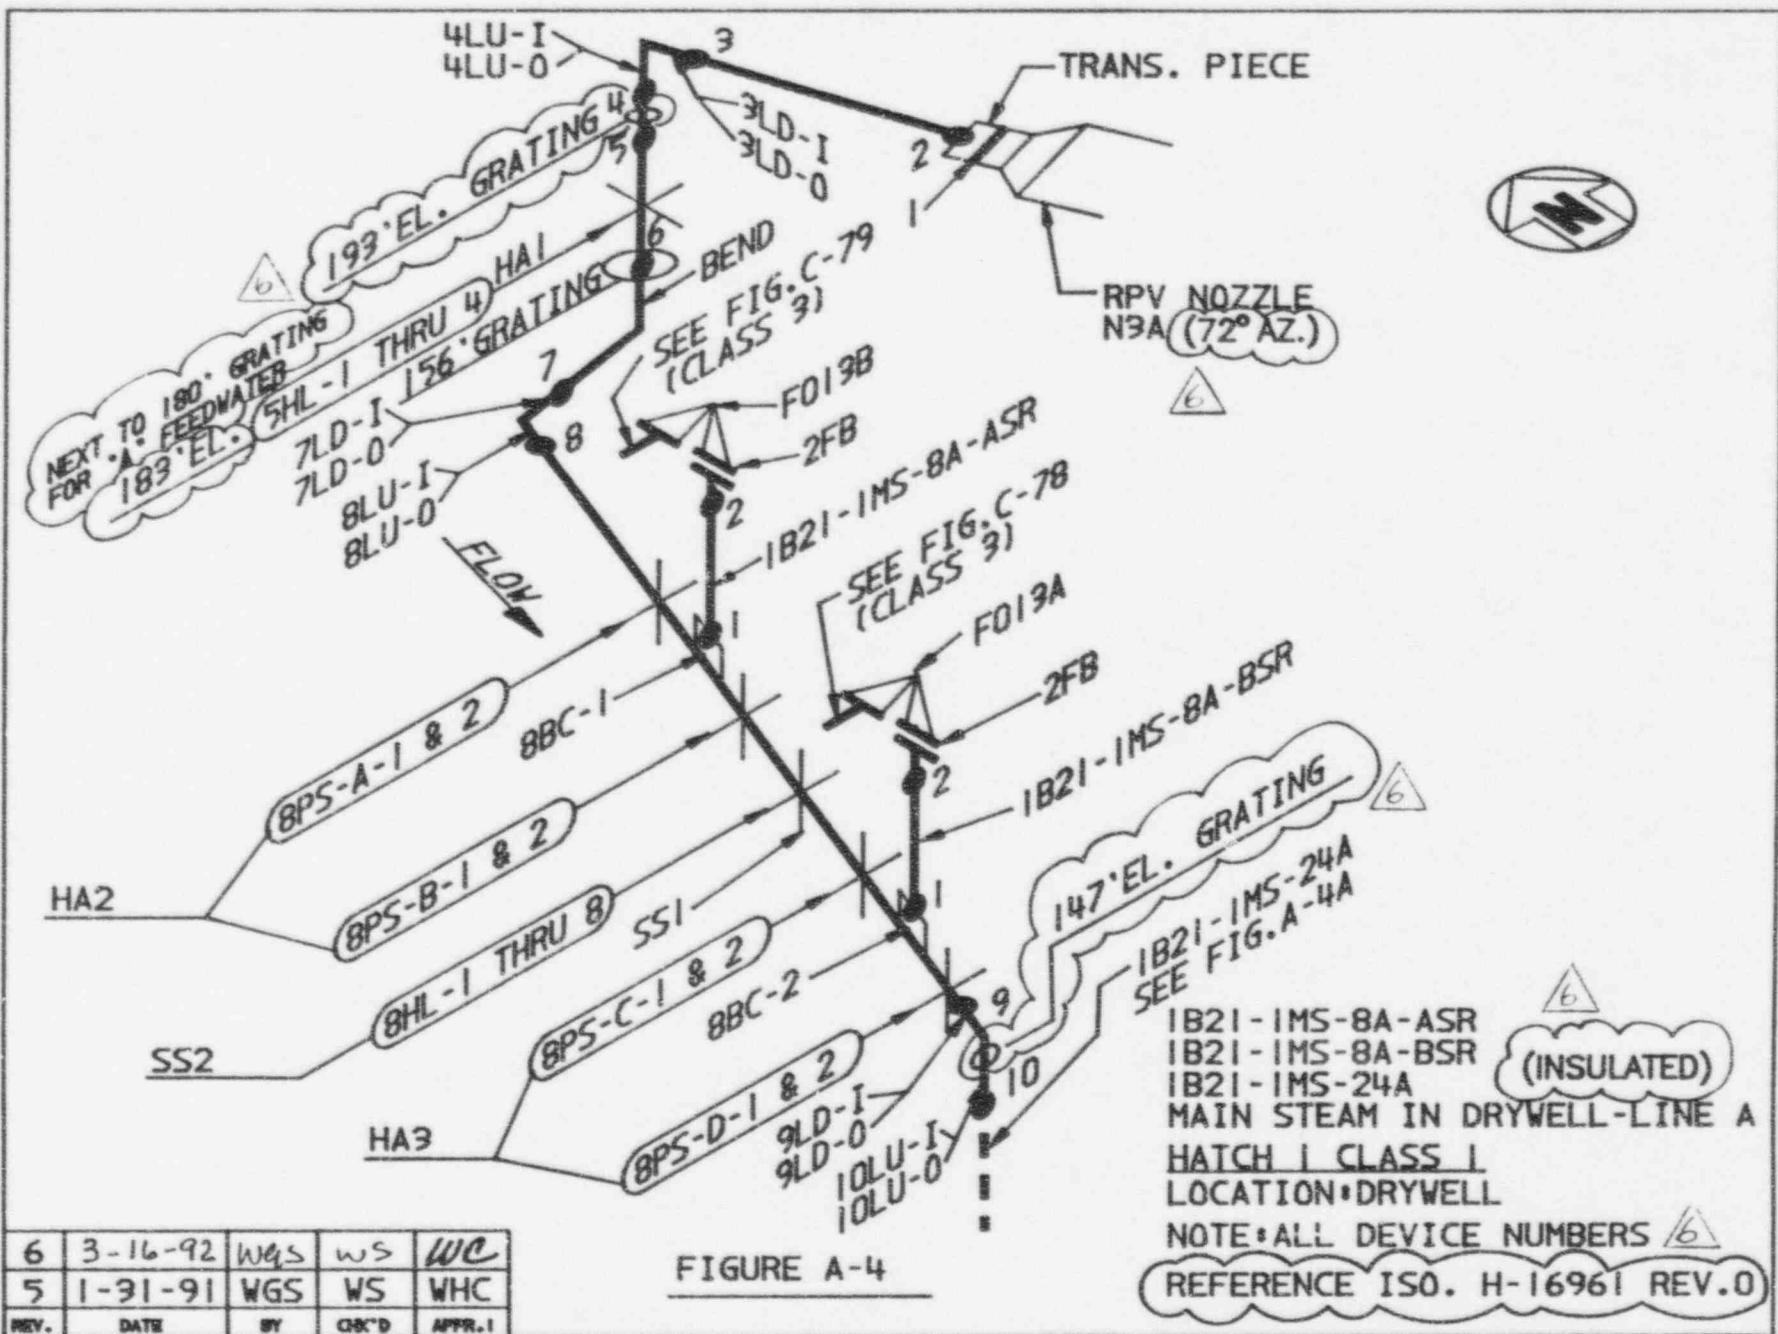 4LU-I
4LU-O
3
TRANS. PIECE
4
3LD-I
3LD-O
2
193'EL. GRATING
5
1
N
6
HA1
6
BEND
SEE FIG. C-79
(CLASS 3)
RPV NOZZLE
N3A (72° AZ.)
6
NEXT TO 180° GRATING
FOR "A" FEEDWATER
183'EL.
5HL-1 THRU 4
156'GRATING
7
7LD-I
7LD-O
8
8LU-I
8LU-O
F013B
2FB
2
1B21-1MS-8A-ASR
FLOW
SEE FIG. C-78
(CLASS 3)
1
F013A
2FB
8PS-A-1 & 2
8BC-1
1B21-1MS-8A-BSR
2
8PS-B-1 & 2
HA2
147'EL. GRATING
6
8HL-1 THRU 8
SS1
1
SS2
8PS-C-1 & 2
8BC-2
9
1B21-1MS-24A
SEE FIG. A-4A
HA3
8PS-D-1 & 2
9LD-I
9LD-O
10
10LU-I
10LU-O
6
1B21-1MS-8A-ASR
1B21-1MS-8A-BSR
1B21-1MS-24A
(INSULATED)
MAIN STEAM IN DRYWELL-LINE A
HATCH 1 CLASS 1
LOCATION:DRYWELL
NOTE:ALL DEVICE NUMBERS 6
REFERENCE ISO. H-16961 REV.0
FIGURE A-4
6 3-16-92 WGS WS WC
5 1-31-91 WGS WS WHC
REV. DATE BY CHK'D APPR.1